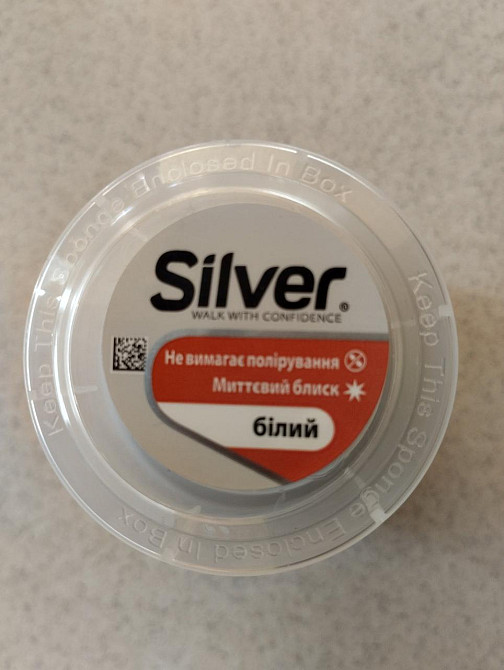 Silver®
WALK WITH CONFIDENCE
Не вимагає полірування
Миттєвий блиск
білий
Keep This Sponge Enclosed In Box
Keep This Sponge Enclosed In Box